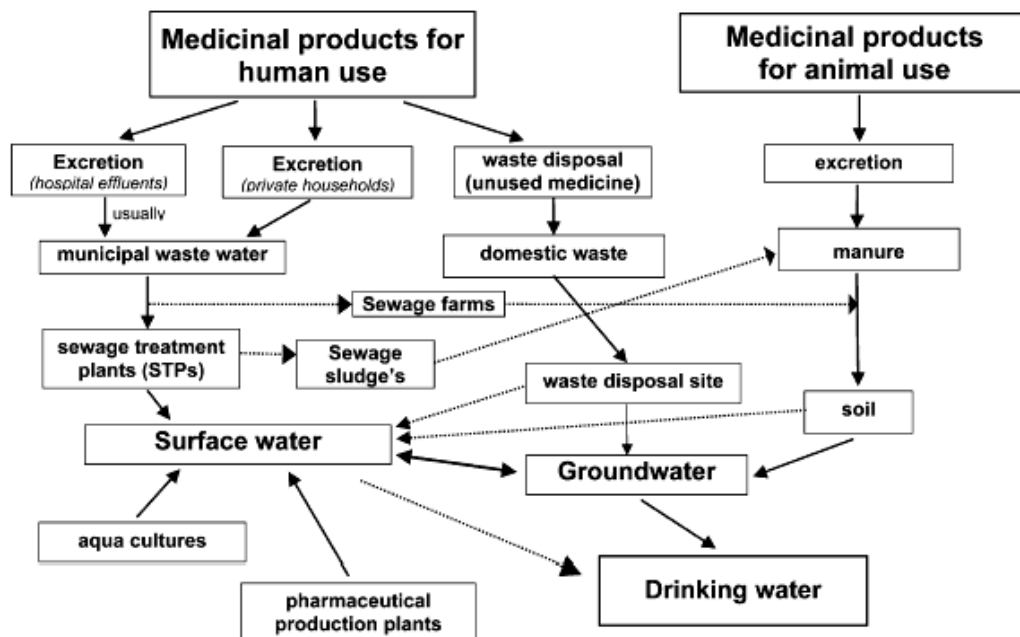 Medicinal products for
human use
Medicinal products
for animal use
Excretion
(hospital effluents)
Excretion
(private households)
waste disposal
(unused medicine)
excretion
usually
municipal waste water
domestic waste
manure
Sewage farms
sewage treatment
plants (STPs)
Sewage
sludge's
waste disposal site
soil
Surface water
Groundwater
aqua cultures
pharmaceutical
production plants
Drinking water